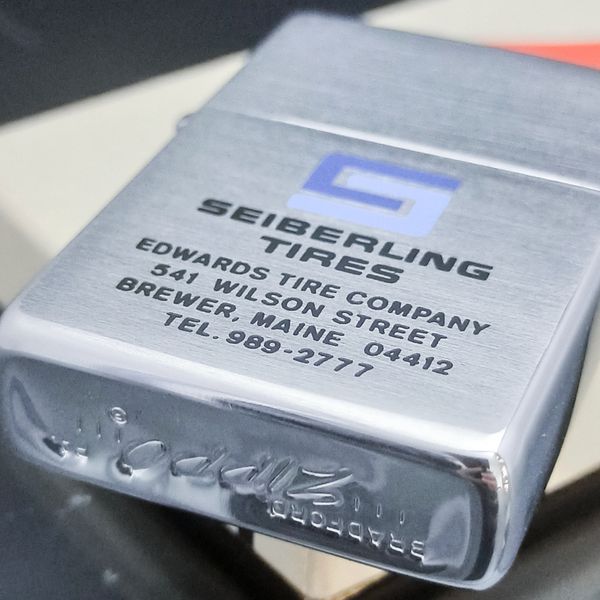 SEIBERLING
TIRES
EDWARDS TIRE COMPANY
541 WILSON STREET
BREWER, MAINE 04412
TEL. 989-2777
BRADFORD
Zippo ®